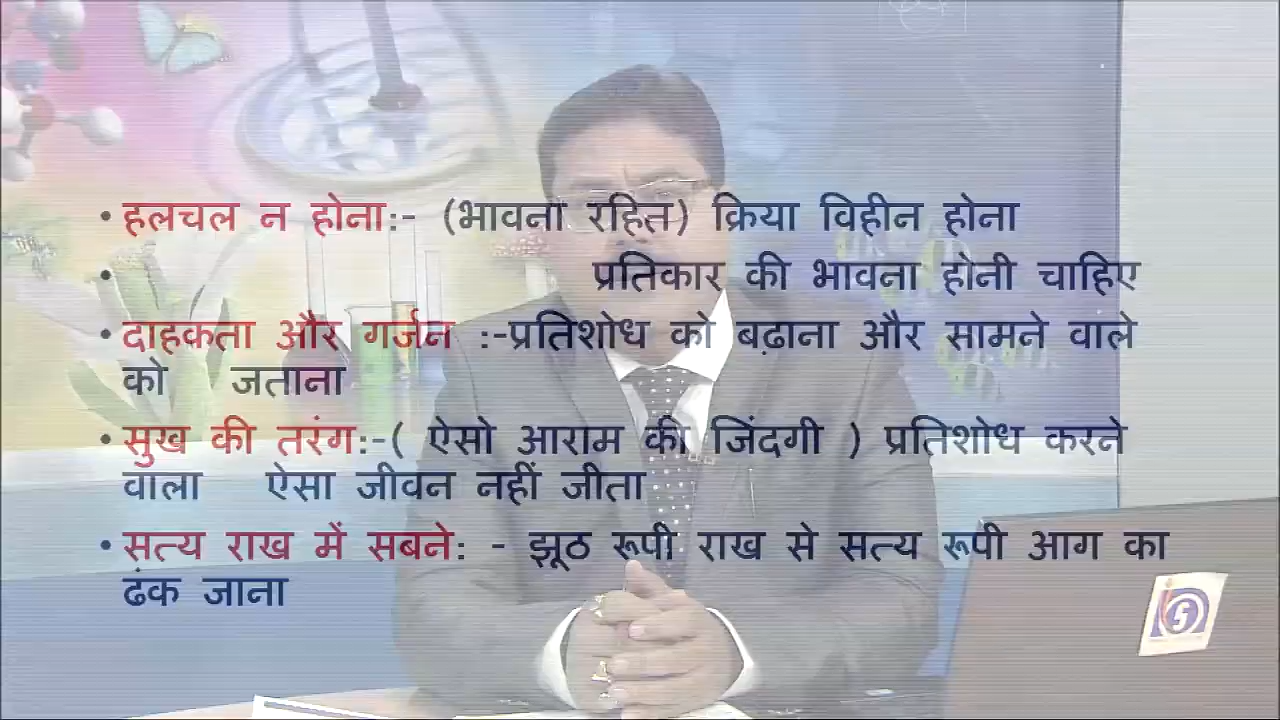 • हलचल न होना:- (भावना रहित) क्रिया विहीन होना
• प्रतिकार की भावना होनी चाहिए
• दाहकता और गर्जन :-प्रतिशोध को बढ़ाना और सामने वाले
को जताना
• सुख की तरंग:-( ऐसो आराम की जिंदगी ) प्रतिशोध करने
वाला ऐसा जीवन नहीं जीता
• सत्य राख में सबने: - झूठ रूपी राख से सत्य रूपी आग का
ढंक जाना